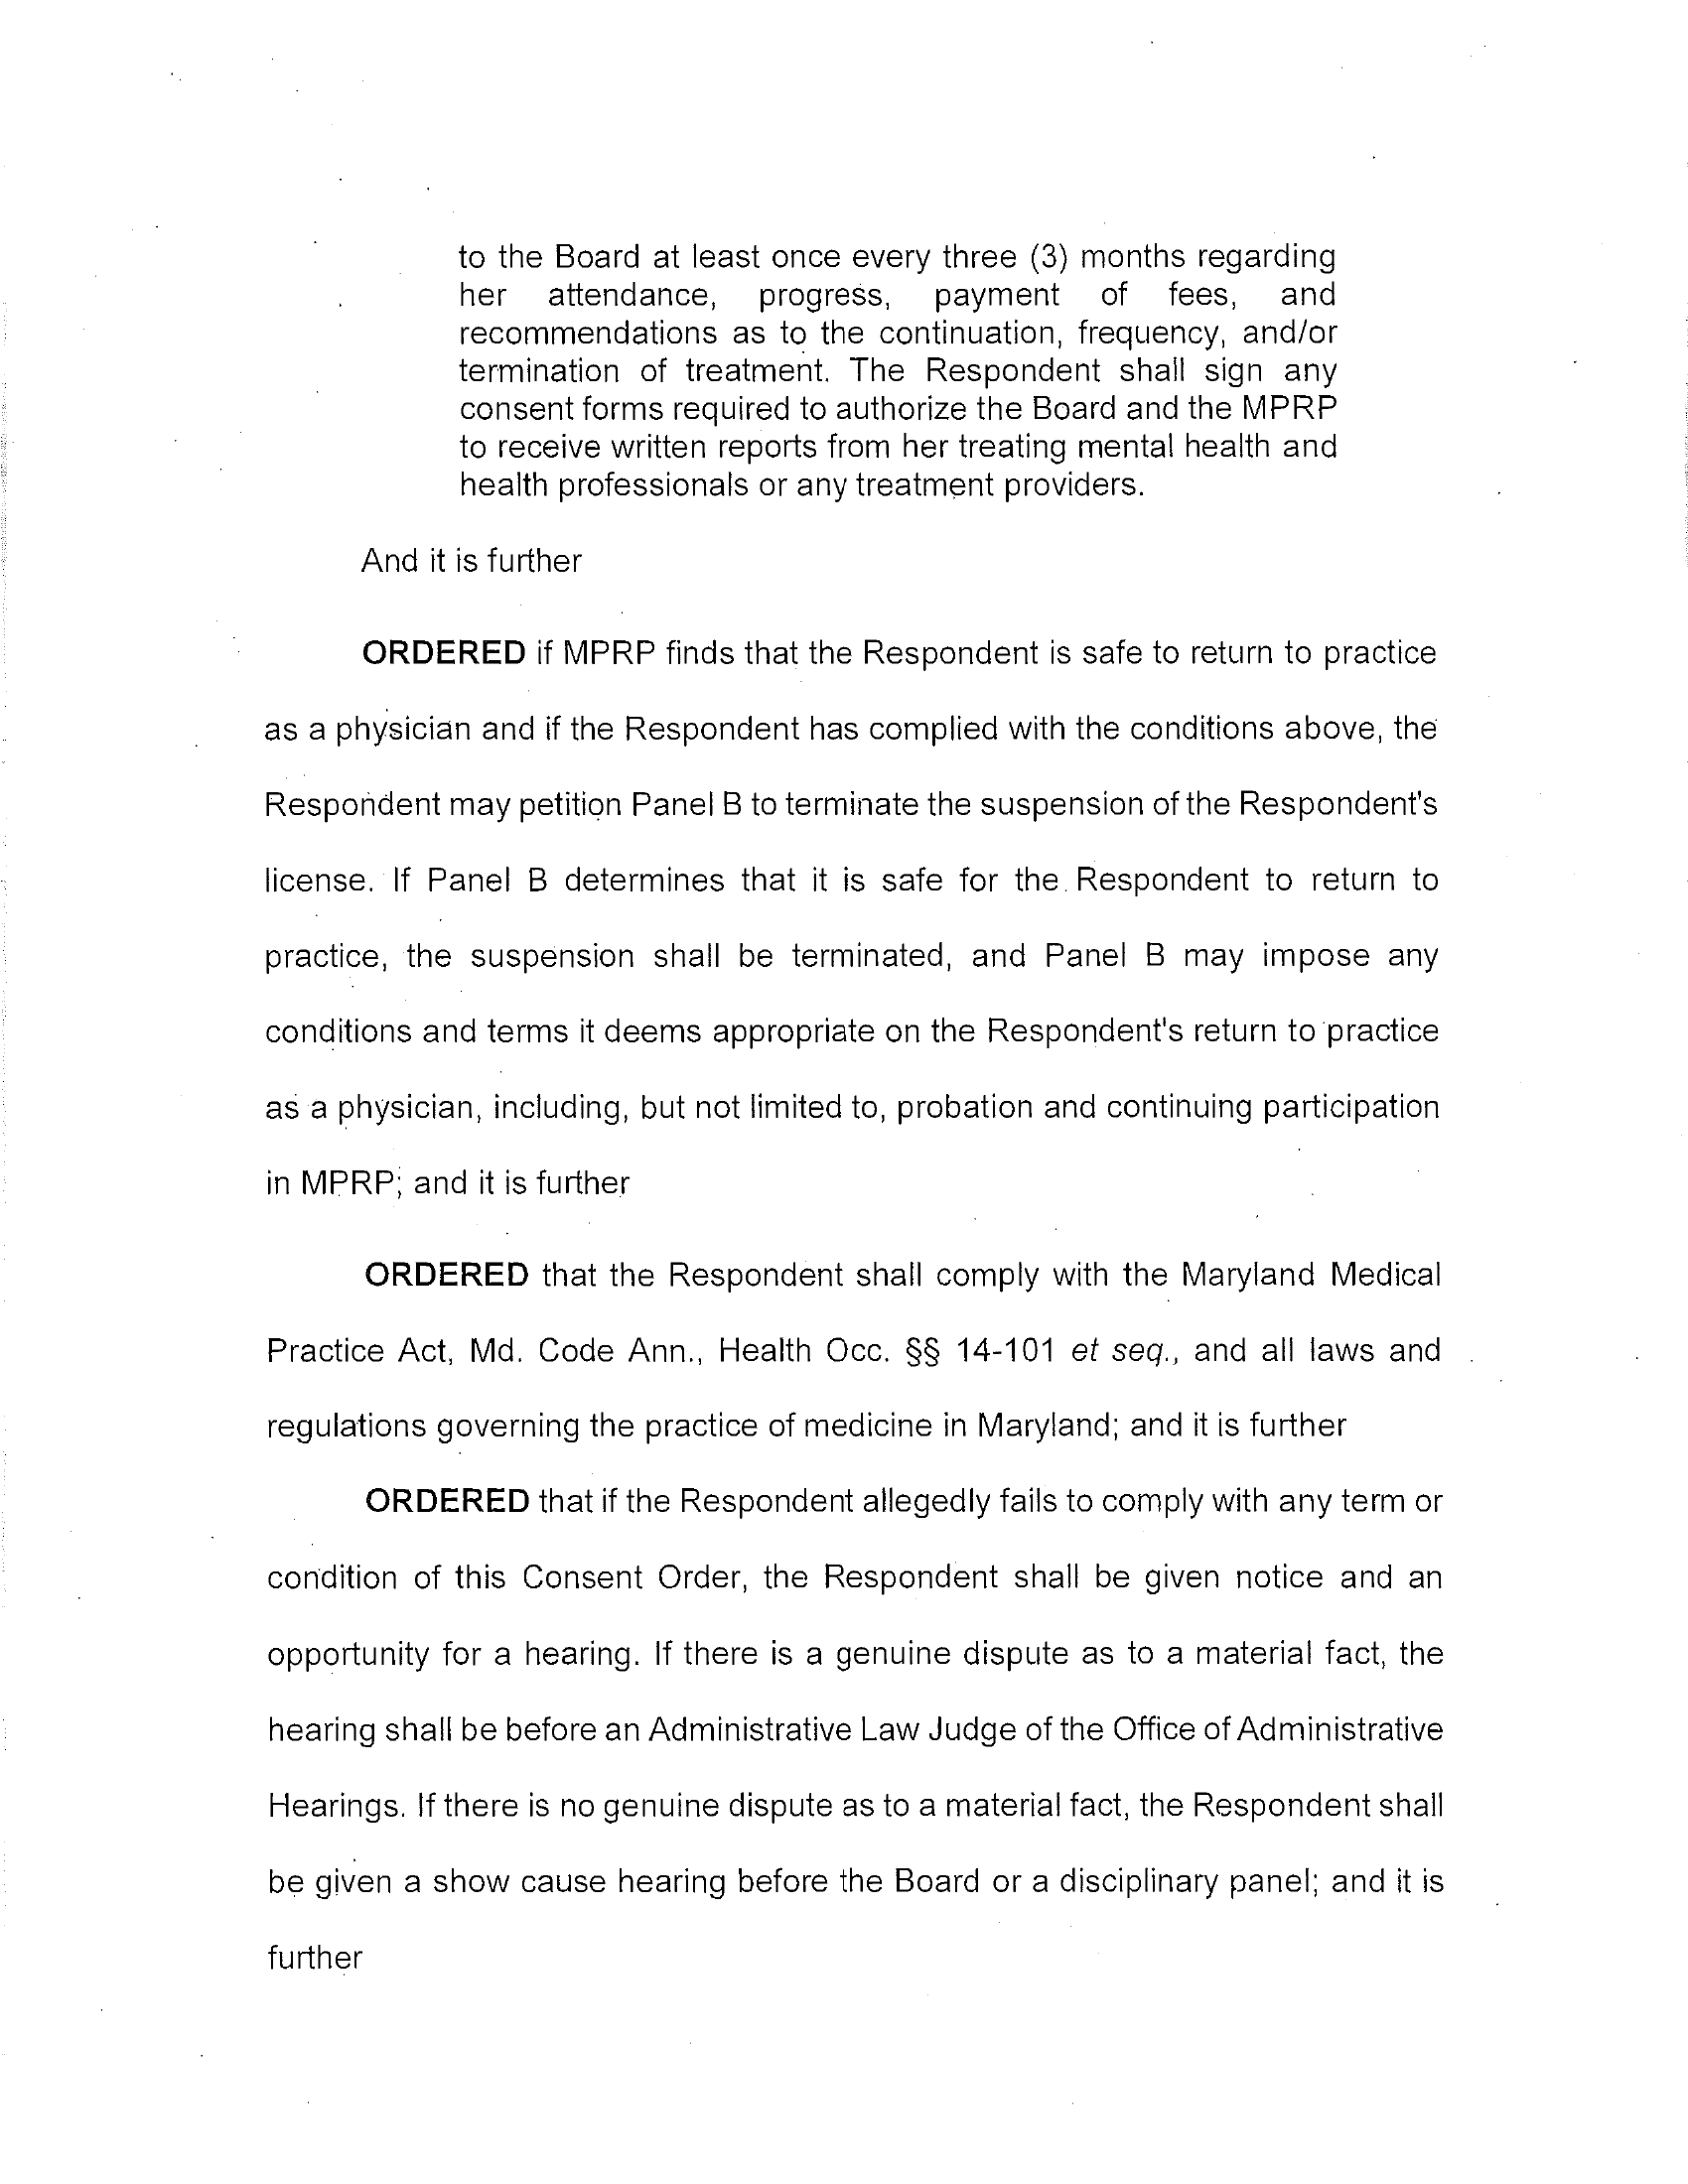 to the Board at least once every three (3) months regarding
her attendance, progress, payment of fees, and
recommendations as to the continuation, frequency, and/or
termination of treatment. The Respondent shall sign any
consent forms required to authorize the Board and the MPRP
to receive written reports from her treating mental health and
health professionals or any treatment providers.
And it is further
ORDERED if MPRP finds that the Respondent is safe to return to practice
as a physician and if the Respondent has complied with the conditions above, the
Respondent may petition Panel B to terminate the suspension of the Respondent's
license. If Panel B determines that it is safe for the Respondent to return to
practice, the suspension shall be terminated, and Panel B may impose any
conditions and terms it deems appropriate on the Respondent's return to practice
as a physician, including, but not limited to, probation and continuing participation
in MPRP; and it is further
ORDERED that the Respondent shall comply with the Maryland Medical
Practice Act, Md. Code Ann., Health Occ. §§ 14-101 et seq., and all laws and
regulations governing the practice of medicine in Maryland; and it is further
ORDERED that if the Respondent allegedly fails to comply with any term or
condition of this Consent Order, the Respondent shall be given notice and an
opportunity for a hearing. If there is a genuine dispute as to a material fact, the
hearing shall be before an Administrative Law Judge of the Office of Administrative
Hearings. If there is no genuine dispute as to a material fact, the Respondent shall
be given a show cause hearing before the Board or a disciplinary panel; and it is
further